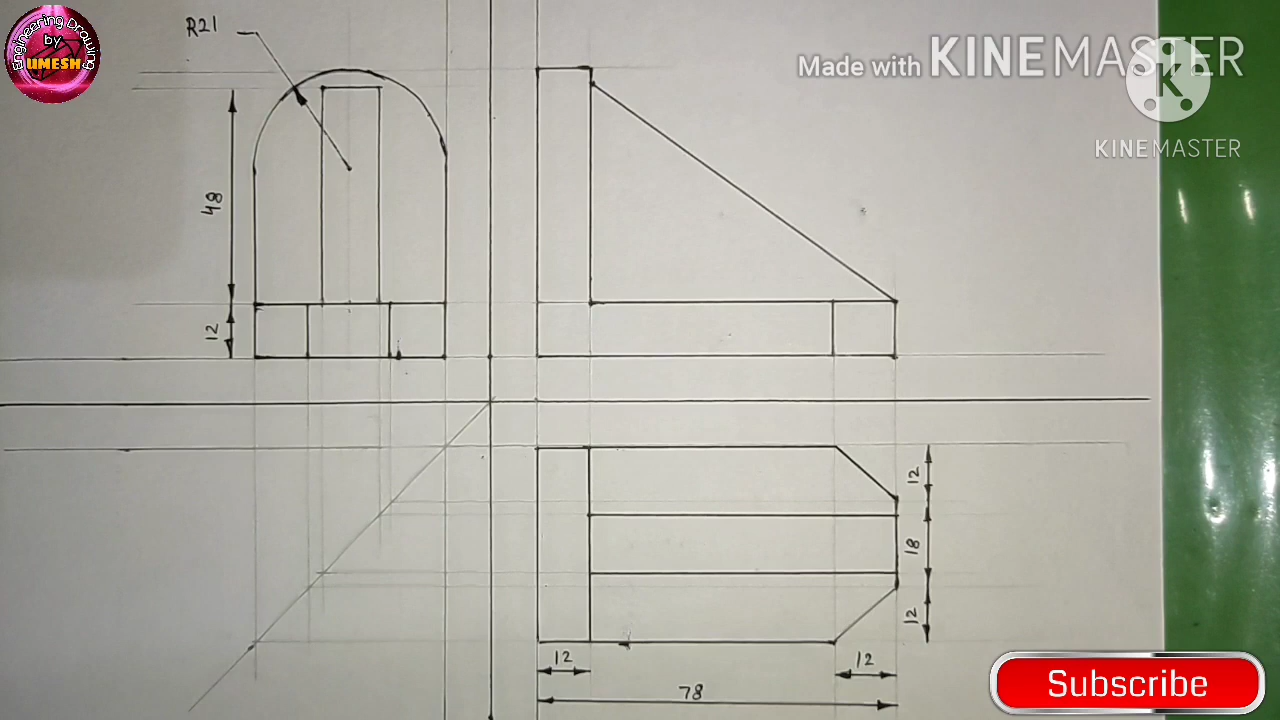 Engineering Drawing
by
UMESH
R21
Made with KINEMASTER
K
KINEMASTER
48
12
12
18
12
12
12
78
Subscribe